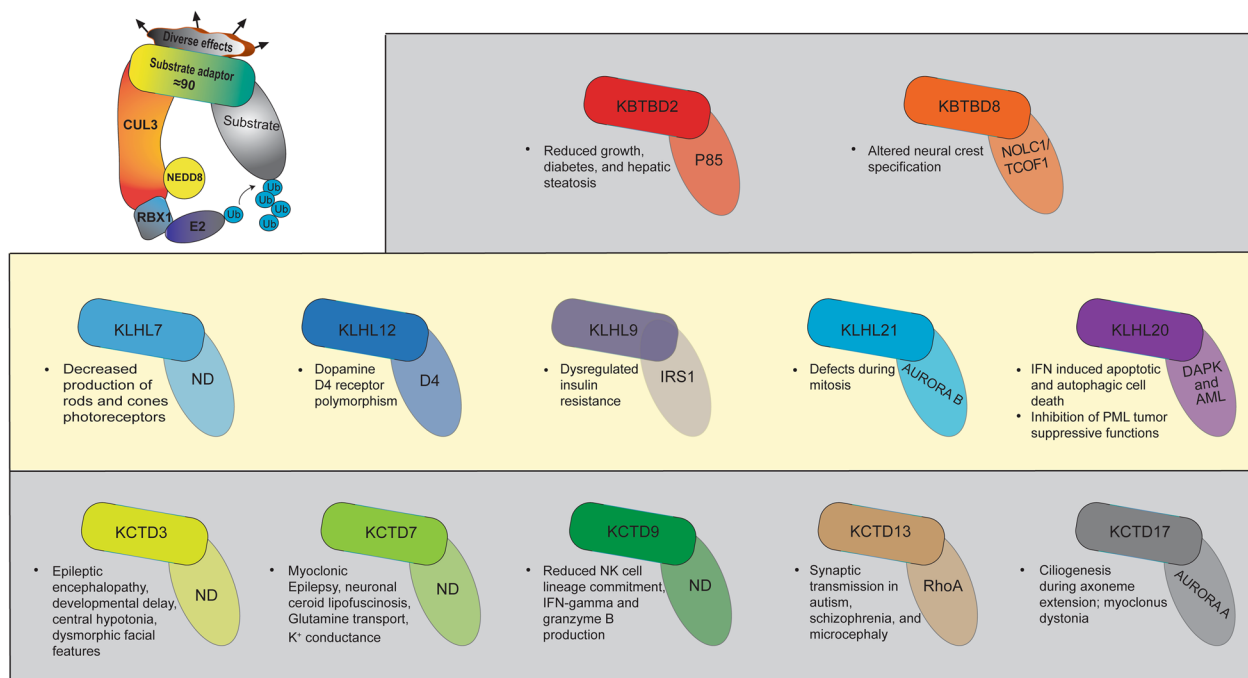 Diverse effects
Substrate adaptor
≈90
CUL3
Substrate
NEDD8
RBX1
E2
Ub
Ub
Ub
Ub
Ub
Ub
KBTBD2
P85
• Reduced growth,
diabetes, and hepatic
steatosis
KBTBD8
NOLC1/
TCOF1
• Altered neural crest
specification
KLHL7
ND
• Decreased
production of
rods and cones
photoreceptors
KLHL12
D4
• Dopamine
D4 receptor
polymorphism
KLHL9
IRS1
• Dysregulated
insulin
resistance
KLHL21
AURORA B
• Defects during
mitosis
KLHL20
DAPK
and
AML
• IFN induced apoptotic
and autophagic cell
death
• Inhibition of PML tumor
suppressive functions
KCTD3
ND
• Epileptic
encephalopathy,
developmental delay,
central hypotonia,
dysmorphic facial
features
KCTD7
ND
• Myoclonic
Epilepsy, neuronal
ceroid lipofuscinosis,
Glutamine transport,
K⁺ conductance
KCTD9
ND
• Reduced NK cell
lineage commitment,
IFN-gamma and
granzyme B
production
KCTD13
RhoA
• Synaptic
transmission in
autism,
schizophrenia, and
microcephaly
KCTD17
AURORA A
• Ciliogenesis
during axoneme
extension; myoclonus
dystonia